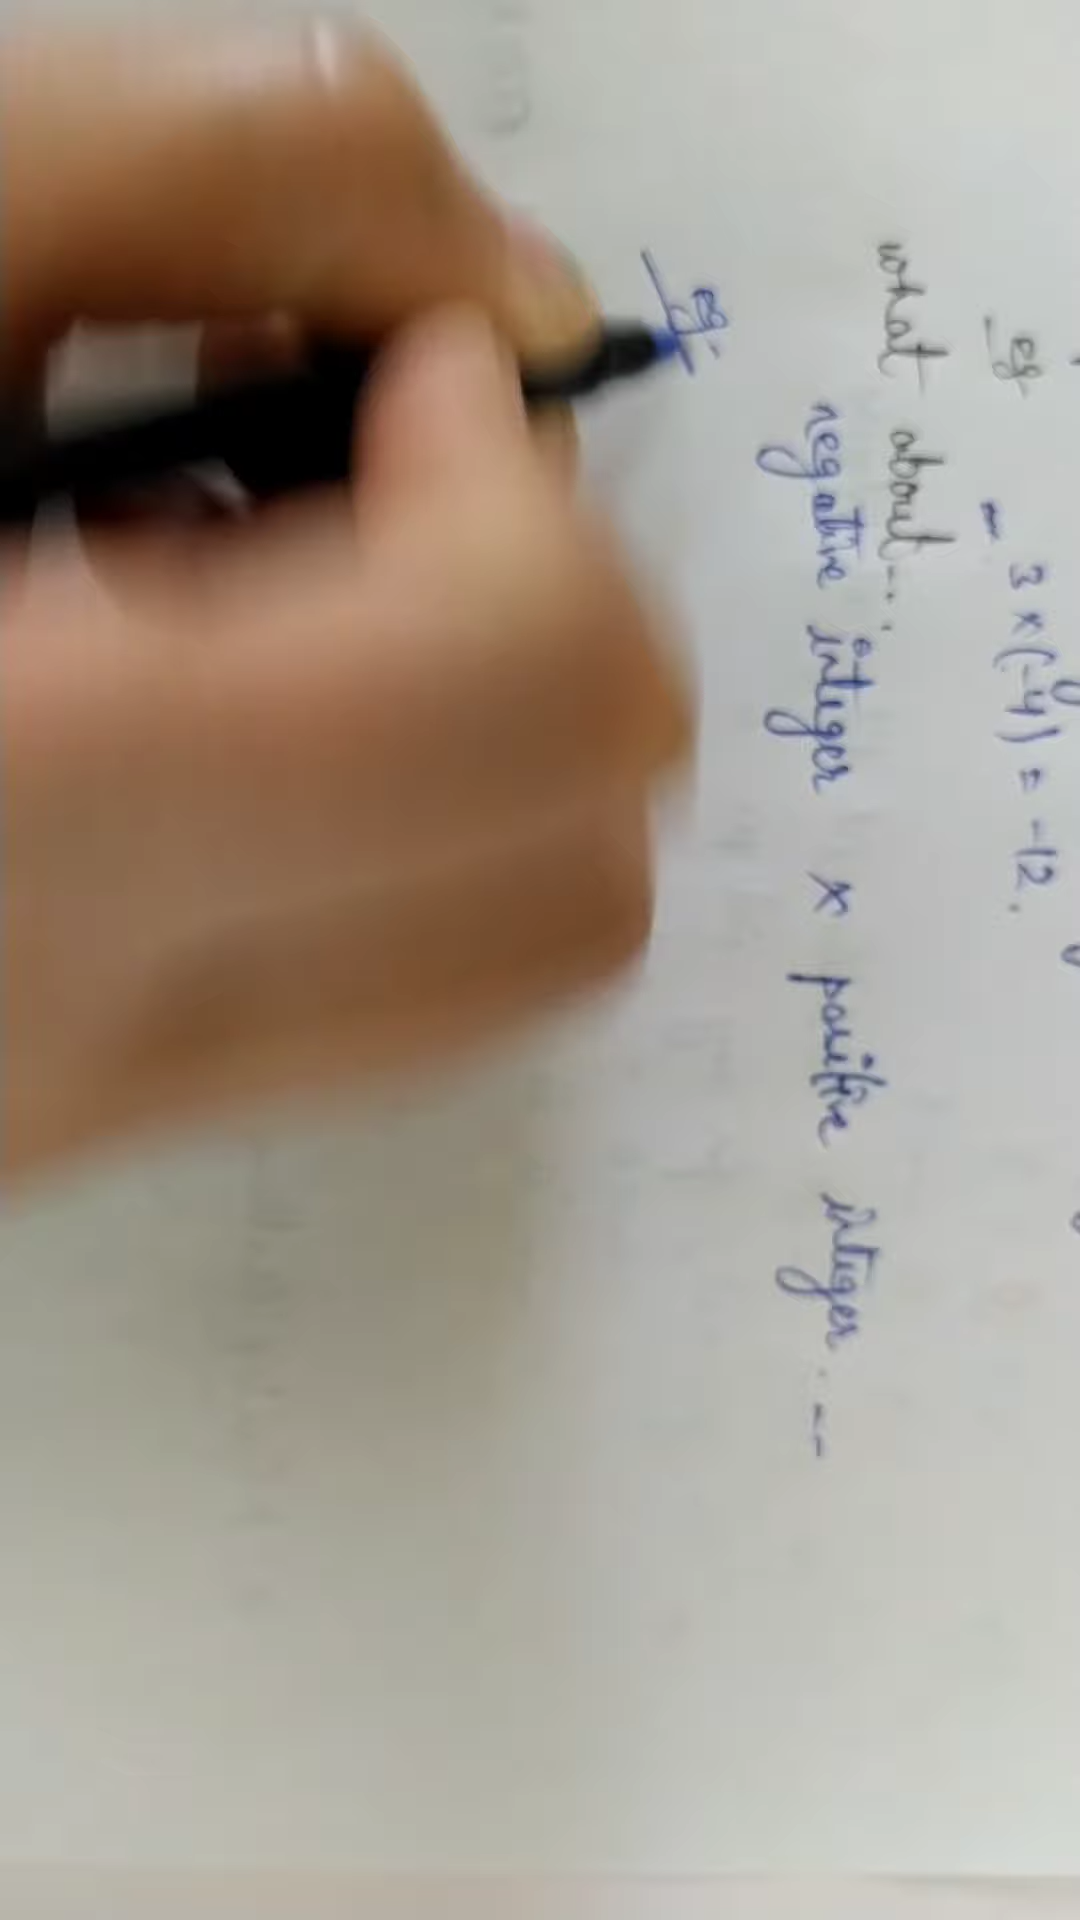 eg 3 x (-4) = -12.
what about...
negative integer x positive integer ...
eg